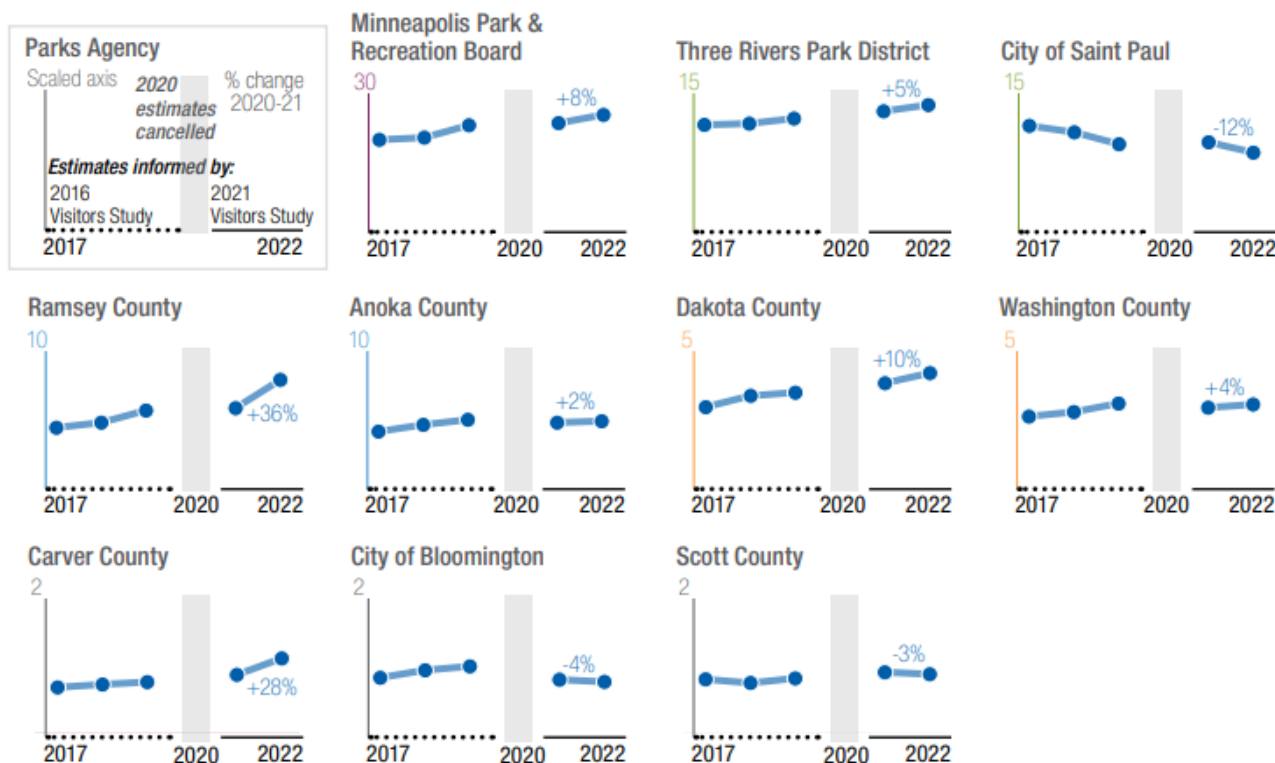 Parks Agency
Scaled axis
2020
estimates
cancelled
% change
2020-21
Estimates informed by:
2016
Visitors Study
2021
Visitors Study
2017
2022
Minneapolis Park &
Recreation Board
30
+8%
2017
2020
2022
Three Rivers Park District
15
+5%
2017
2020
2022
City of Saint Paul
15
-12%
2017
2020
2022
Ramsey County
10
+36%
2017
2020
2022
Anoka County
10
+2%
2017
2020
2022
Dakota County
5
+10%
2017
2020
2022
Washington County
5
+4%
2017
2020
2022
Carver County
2
+28%
2017
2020
2022
City of Bloomington
2
-4%
2017
2020
2022
Scott County
2
-3%
2017
2020
2022